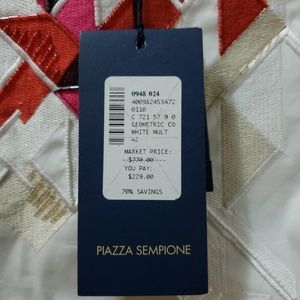 0948 024
400982453472
0110
C 721 57 9 0
GEOMETRIC CO
WHITE MULT
42
MARKET PRICE:
$770.00
YOU PAY:
$229.00
70% SAVINGS
PIAZZA SEMPIONE